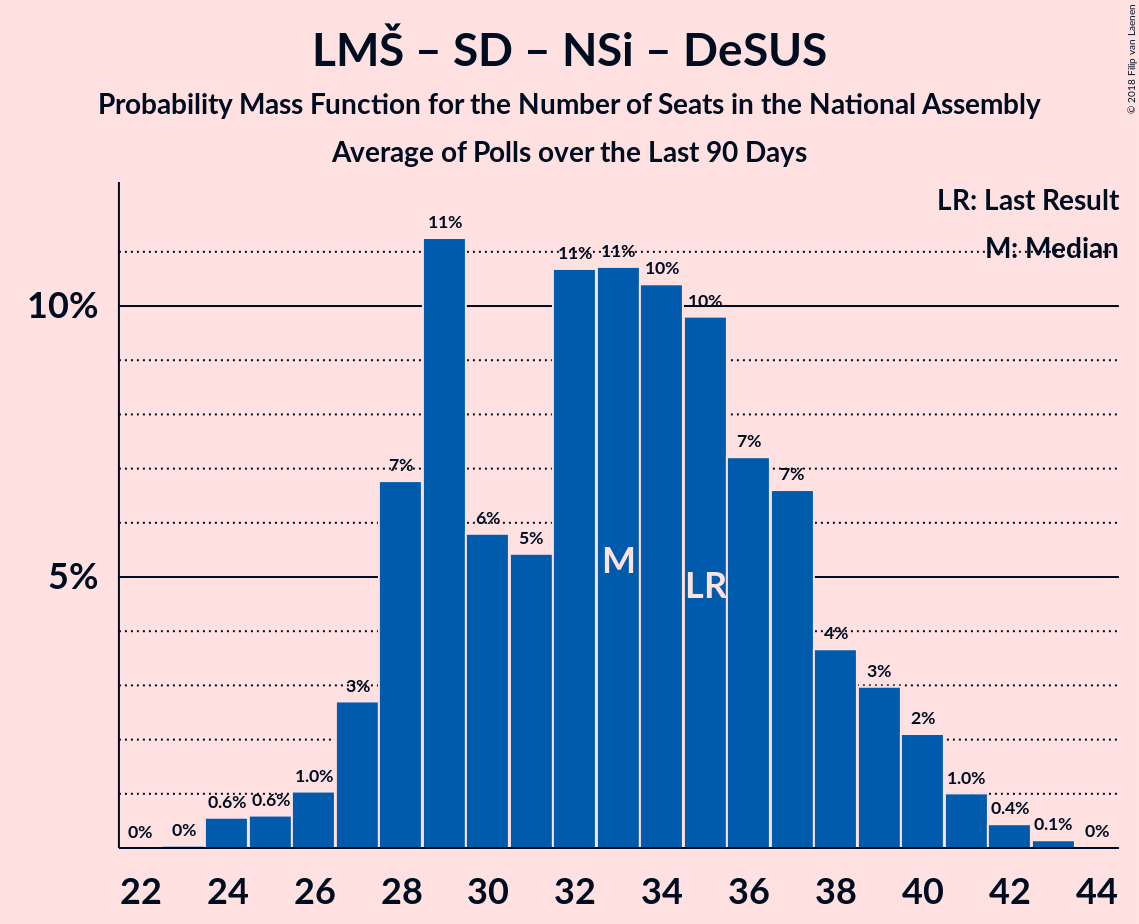 LMŠ – SD – NSi – DeSUS
Probability Mass Function for the Number of Seats in the National Assembly
Average of Polls over the Last 90 Days
© 2018 Filip van Laenen
LR: Last Result
M: Median
10%
5%
0%
0%
0.6%
0.6%
1.0%
3%
7%
11%
6%
5%
11%
11%
10%
10%
7%
7%
4%
3%
2%
1.0%
0.4%
0.1%
0%
M
LR
22 24 26 28 30 32 34 36 38 40 42 44